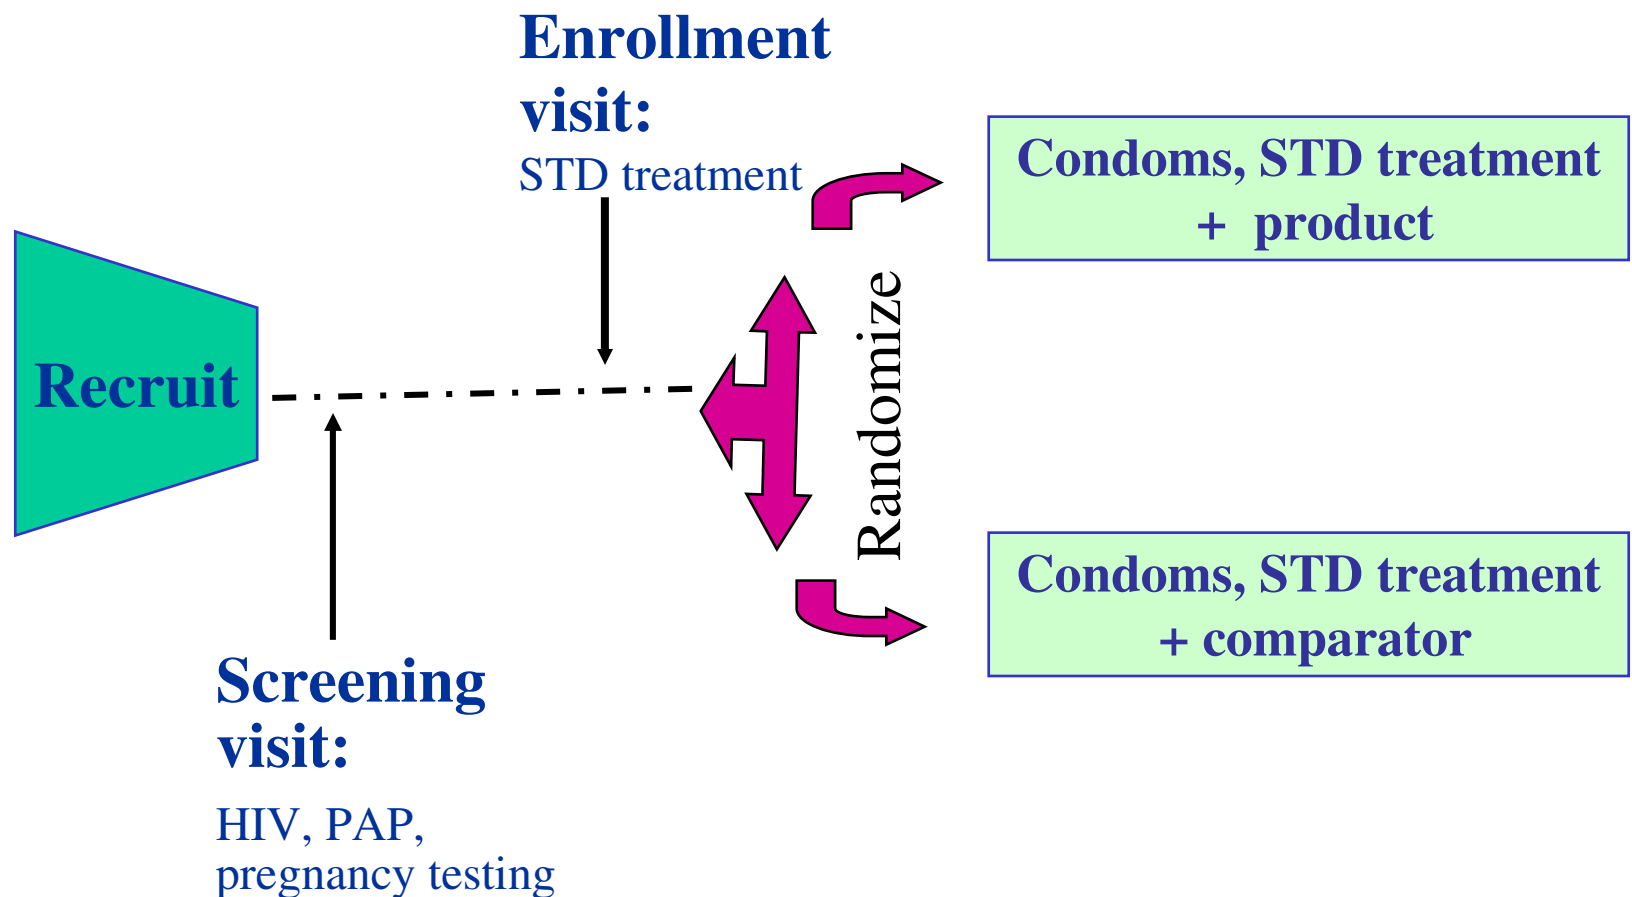 Enrollment
visit:
STD treatment
Condoms, STD treatment
+ product
Recruit
Randomize
Condoms, STD treatment
+ comparator
Screening
visit:
HIV, PAP,
pregnancy testing